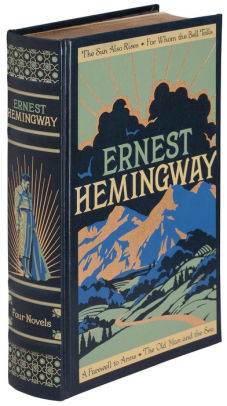 ERNEST
HEMINGWAY
Four Novels
The Sun Also Rises • For Whom the Bell Tolls
ERNEST
HEMINGWAY
A Farewell to Arms • The Old Man and the Sea